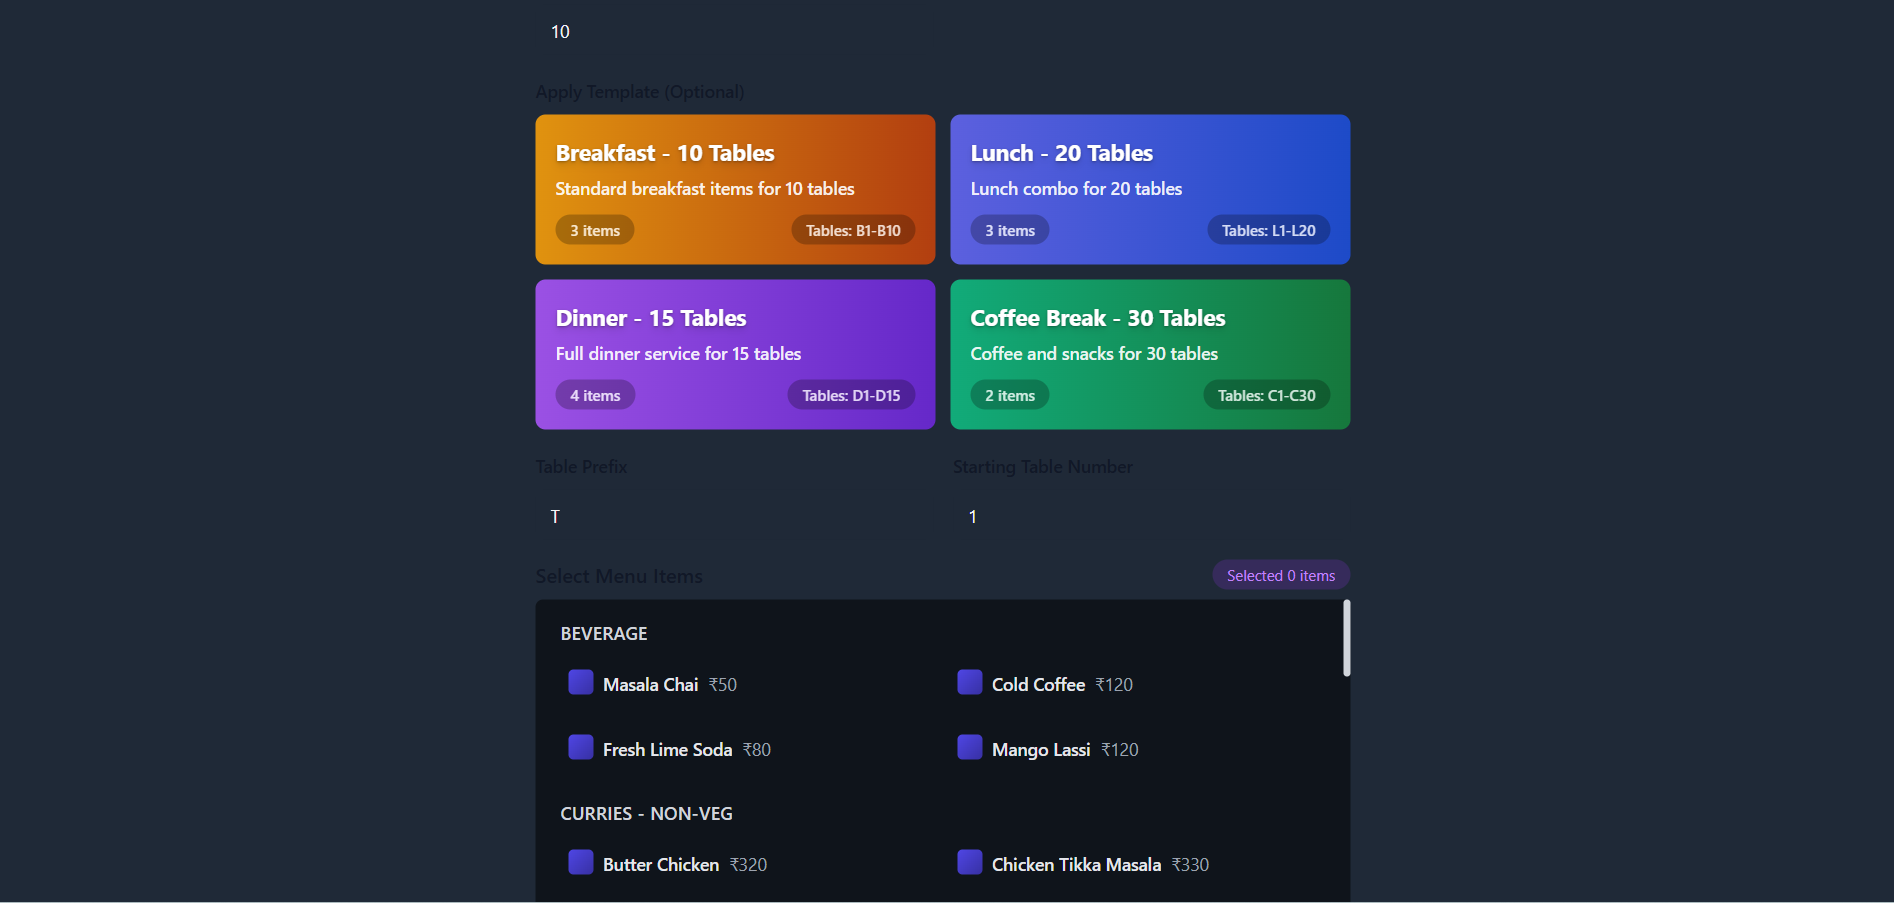 10
Apply Template (Optional)
Breakfast - 10 Tables
Standard breakfast items for 10 tables
3 items
Tables: B1-B10
Lunch - 20 Tables
Lunch combo for 20 tables
3 items
Tables: L1-L20
Dinner - 15 Tables
Full dinner service for 15 tables
4 items
Tables: D1-D15
Coffee Break - 30 Tables
Coffee and snacks for 30 tables
2 items
Tables: C1-C30
Table Prefix
T
Starting Table Number
1
Select Menu Items
Selected 0 items
BEVERAGE
Masala Chai ₹50
Cold Coffee ₹120
Fresh Lime Soda ₹80
Mango Lassi ₹120
CURRIES - NON-VEG
Butter Chicken ₹320
Chicken Tikka Masala ₹330